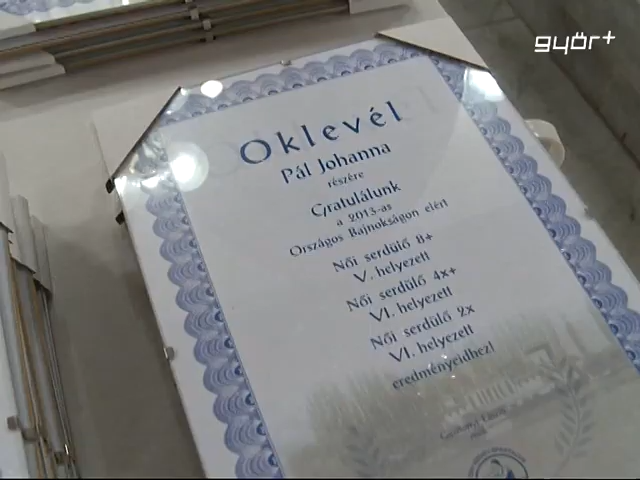 győr+
Oklevél
Pál Johanna
részére
Gratulálunk
a 2013-as
Országos Bajnokságon elért
Női serdülő 8+
V. helyezett
Női serdülő 4x+
VI. helyezett
Női serdülő 2x
VI. helyezett
eredményeidhez!